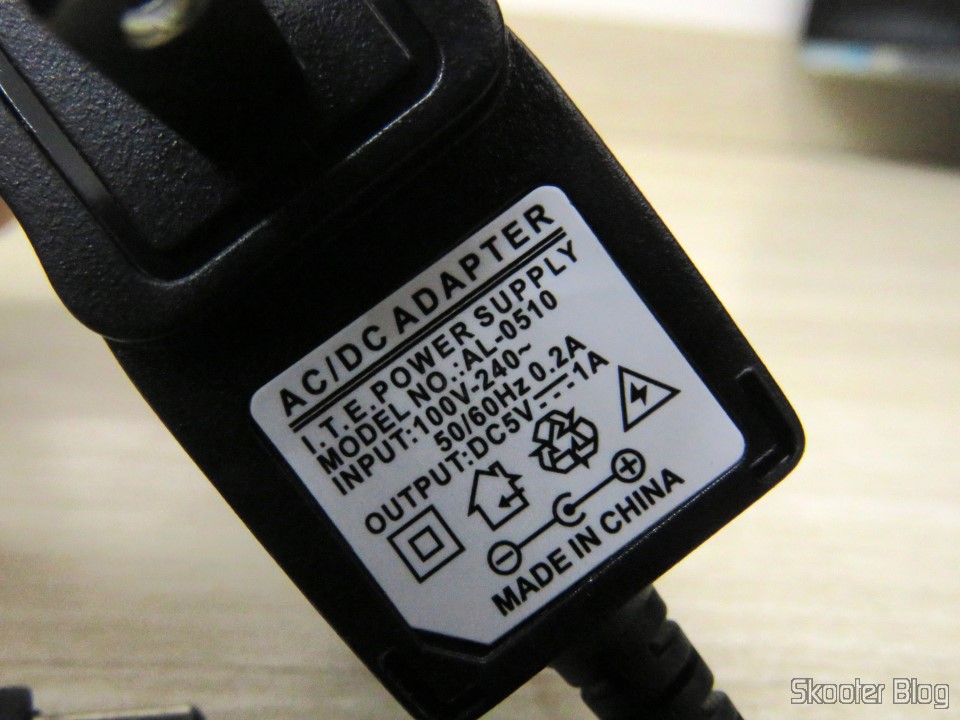 AC/DC ADAPTER
I.T.E. POWER SUPPLY
MODEL NO.:AL-0510
INPUT:100V-240~
50/60Hz 0.2A
OUTPUT:DC5V⎓1A
MADE IN CHINA
Skooter Blog